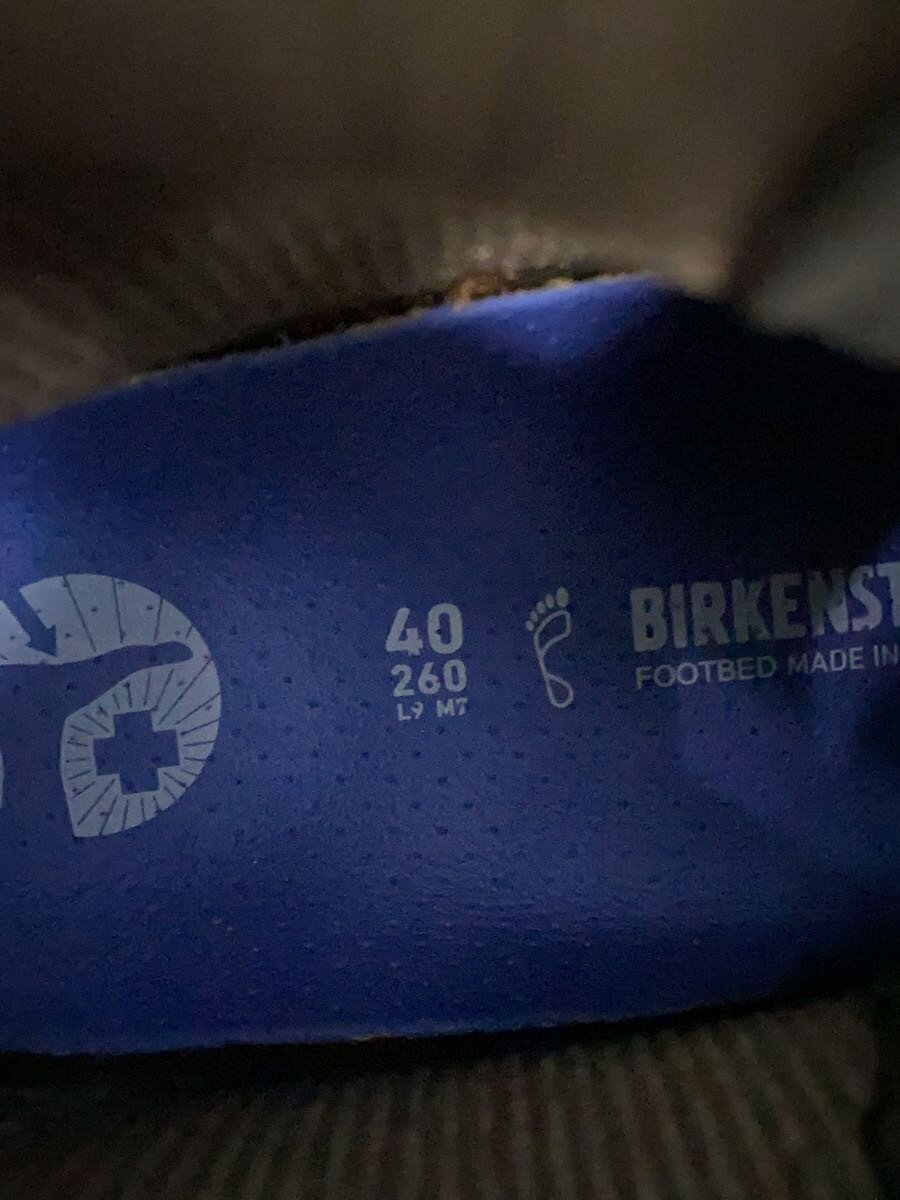 40
260
L9 M7
BIRKENST
FOOTBED MADE IN